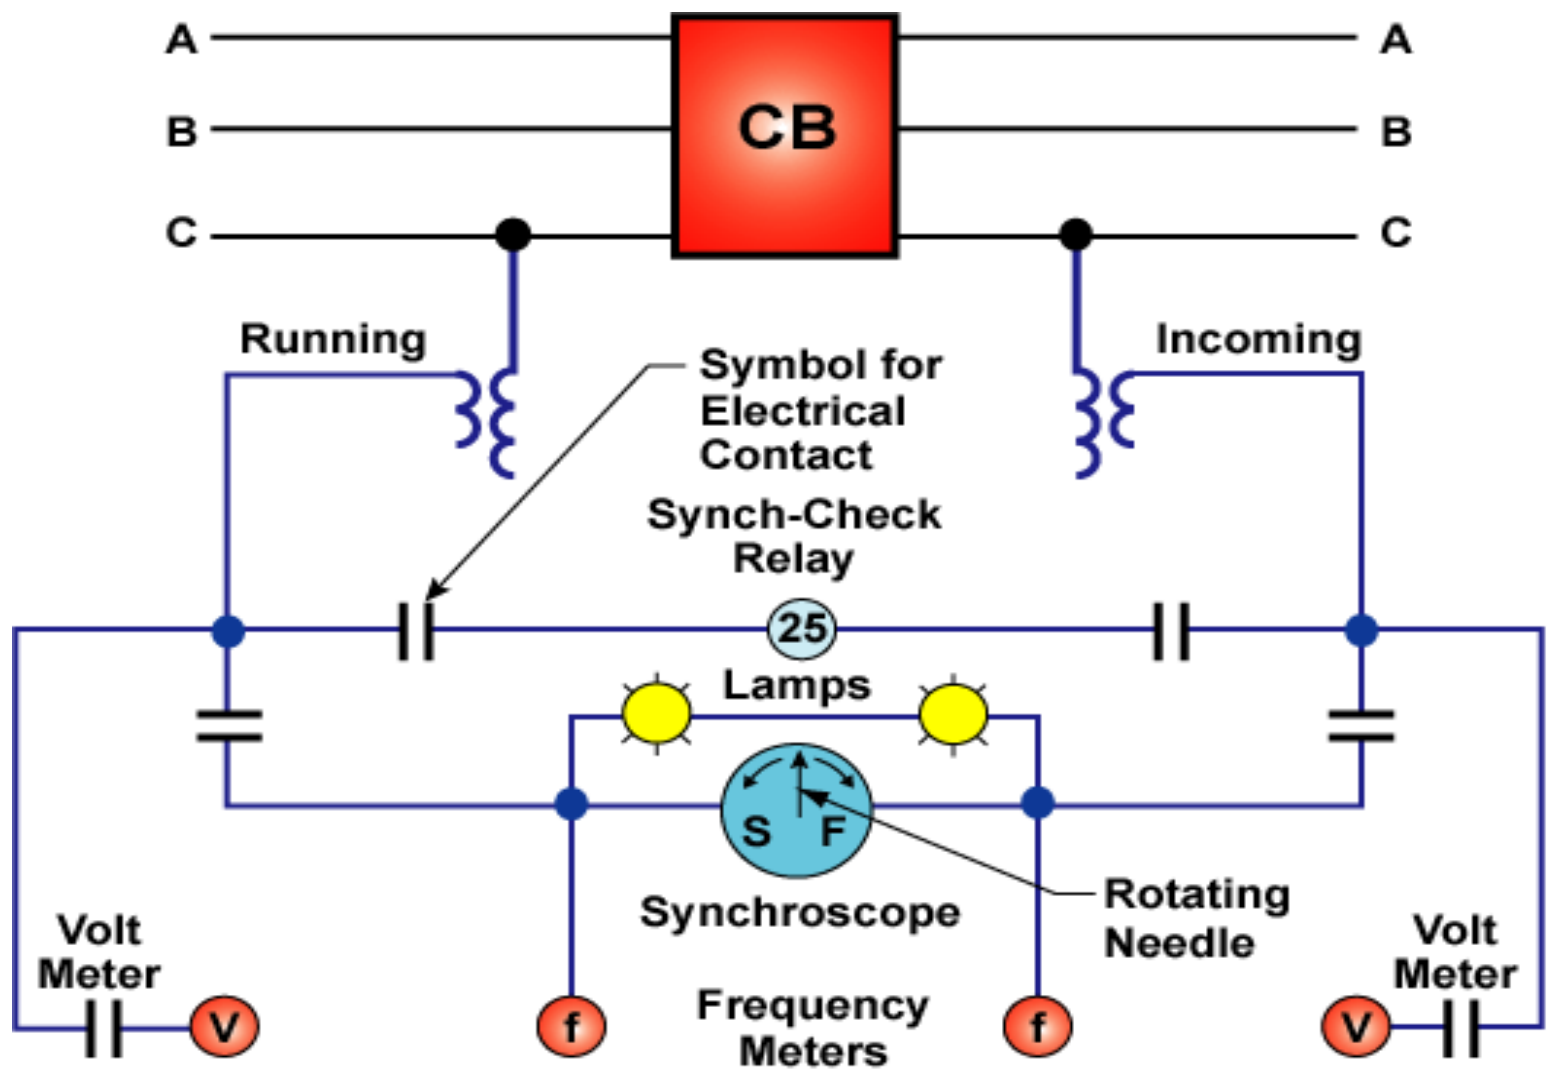 A
A
CB
B
B
C
C
Running
Incoming
Symbol for
Electrical
Contact
Synch-Check
Relay
25
Lamps
S
F
Synchroscope
Rotating
Needle
Volt
Meter
Volt
Meter
Frequency
Meters
V
f
f
V